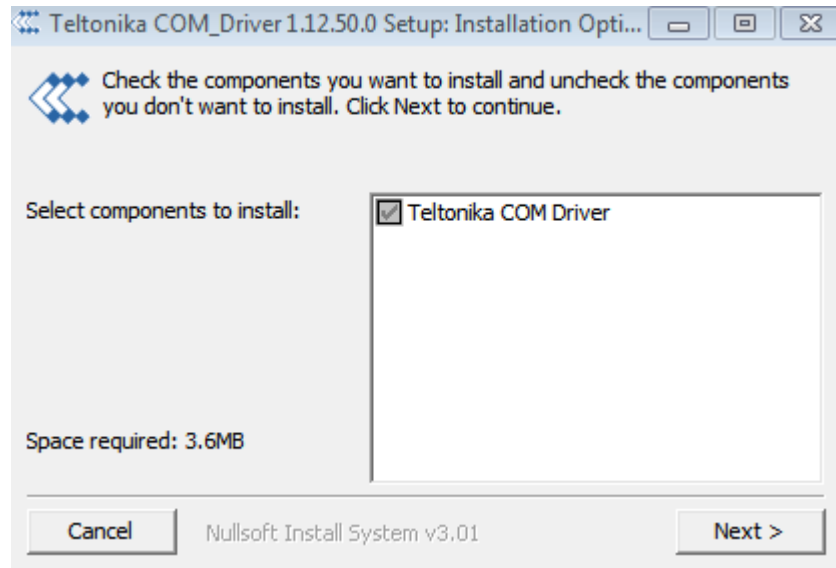 Teltonika COM_Driver 1.12.50.0 Setup: Installation Opti...
Check the components you want to install and uncheck the components
you don't want to install. Click Next to continue.
Select components to install:
Teltonika COM Driver
Space required: 3.6MB
Cancel
Nullsoft Install System v3.01
Next >